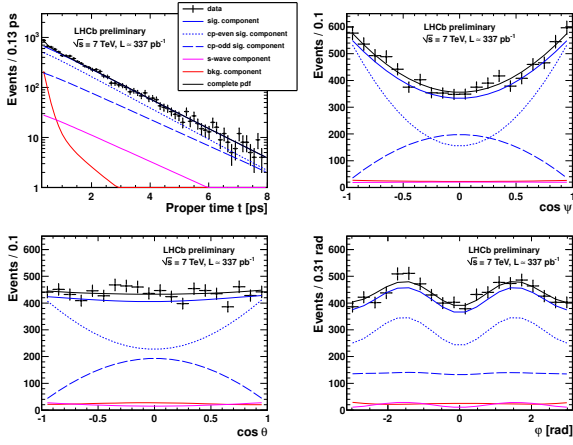 LHCb preliminary
√s = 7 TeV, L ≈ 337 pb⁻¹
data
sig. component
cp-even sig. component
cp-odd sig. component
s-wave component
bkg. component
complete pdf
Events / 0.13 ps
10³
10²
10
1
2 4 6 8
Proper time t [ps]
LHCb preliminary
√s = 7 TeV, L ≈ 337 pb⁻¹
Events / 0.1
600
500
400
300
200
100
0
-1 -0.5 0 0.5 1
cos ψ
LHCb preliminary
√s = 7 TeV, L ≈ 337 pb⁻¹
Events / 0.1
600
500
400
300
200
100
0
-1 -0.5 0 0.5 1
cos θ
LHCb preliminary
√s = 7 TeV, L ≈ 337 pb⁻¹
Events / 0.31 rad
600
500
400
300
200
100
0
-2 0 2
φ [rad]